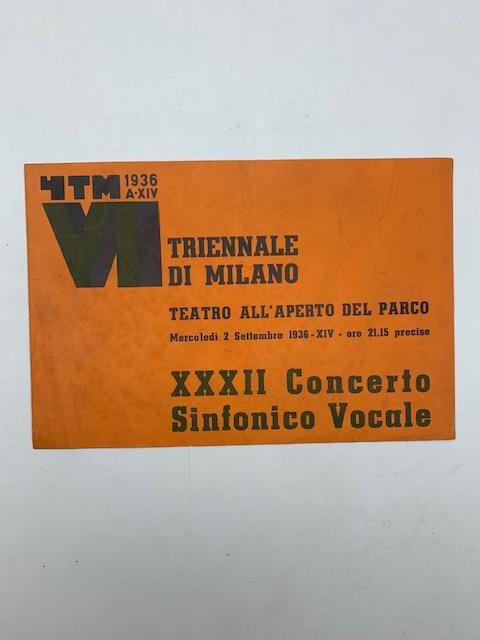 4TM 1936
A·XIV
VI
TRIENNALE
DI MILANO
TEATRO ALL'APERTO DEL PARCO
Mercoledì 2 Settembre 1936-XIV - ore 21,15 precise
XXXII Concerto
Sinfonico Vocale